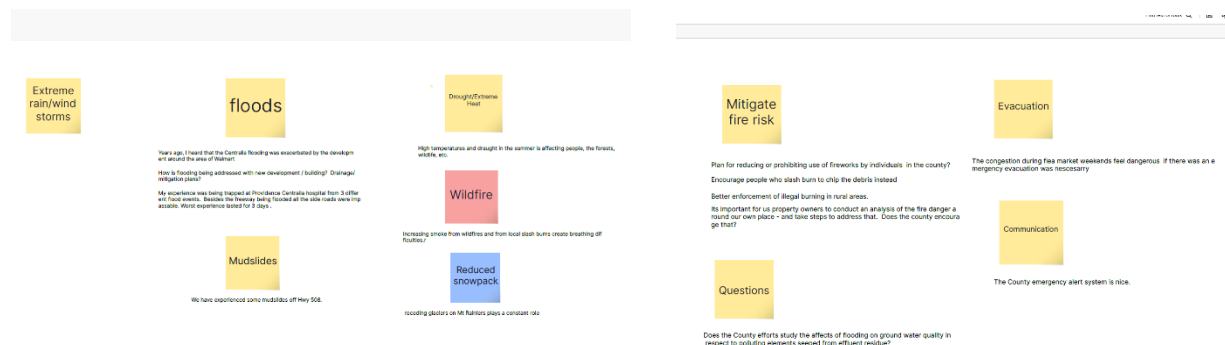 Extreme
rain/wind
storms
floods
Years ago, I heard that the Centralia flooding was exacerbated by the developm
ent around the area of Walmart
How is flooding being addressed with new development / building? Drainage/
mitigation plans?
My experience was being trapped at Providence Centralia hospital from 3 differ
ent flood events. Besides the freeway being flooded all the side roads were imp
assable. Worst experience lasted for 3 days .
Mudslides
We have experienced some mudslides off Hwy 508.
Drought/Extreme
Heat
High temperatures and draught in the summer is affecting people, the forests,
wildlife, etc.
Wildfire
Increasing smoke from wildfires and from local slash burns create breathing dif
ficulties./
Reduced
snowpack
receding glaciers on Mt Rainiers plays a constant role
Mitigate
fire risk
Plan for reducing or prohibiting use of fireworks by individuals in the county?
Encourage people who slash burn to chip the debris instead
Better enforcement of illegal burning in rural areas.
Its important for us property owners to conduct an analysis of the fire danger a
round our own place - and take steps to address that. Does the county encoura
ge that?
Questions
Does the County efforts study the affects of flooding on ground water quality in
respect to polluting elements seeped from effluent residue?
Evacuation
The congestion during flea market weekends feel dangerous if there was an e
mergency evacuation was nescesarry
Communication
The County emergency alert system is nice.